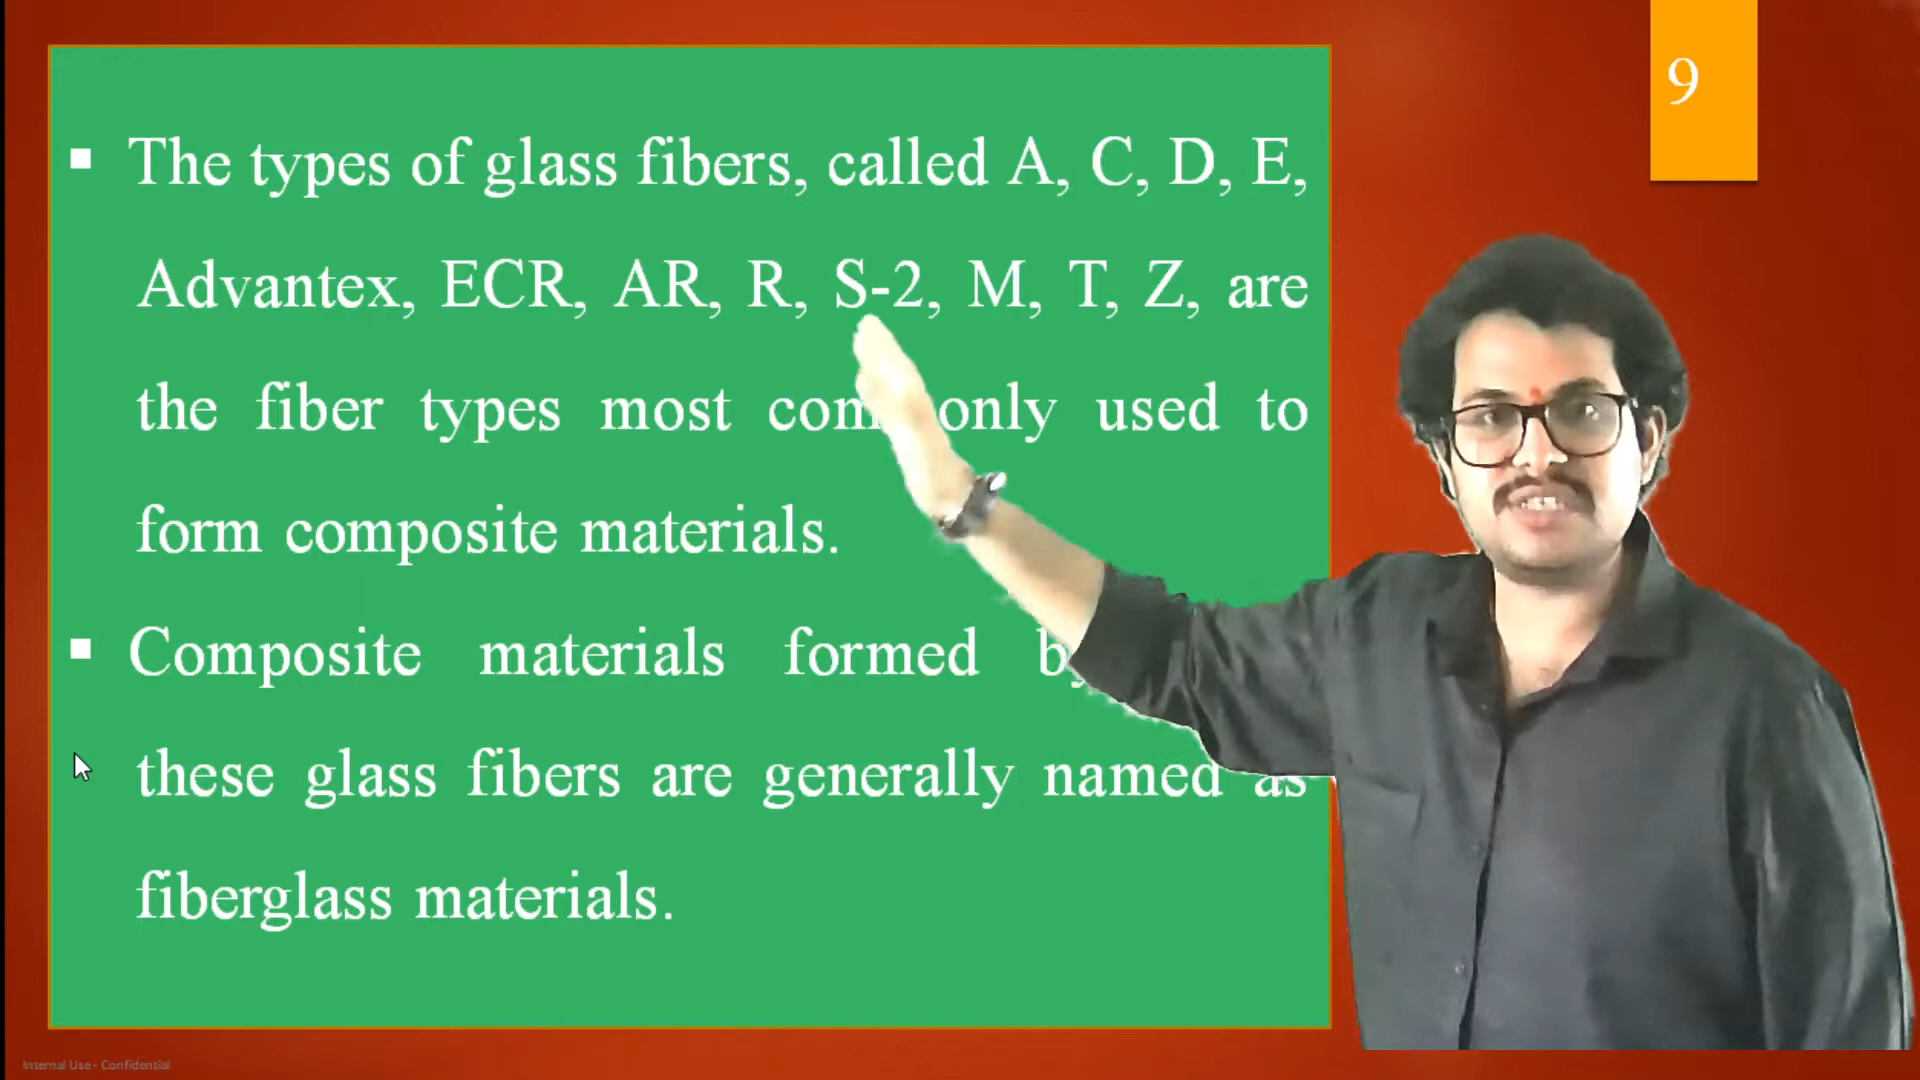 9
▪ The types of glass fibers, called A, C, D, E,
Advantex, ECR, AR, R, S-2, M, T, Z, are
the fiber types most commonly used to
form composite materials.
▪ Composite materials formed by
these glass fibers are generally named as
fiberglass materials.
Internal Use - Confidential